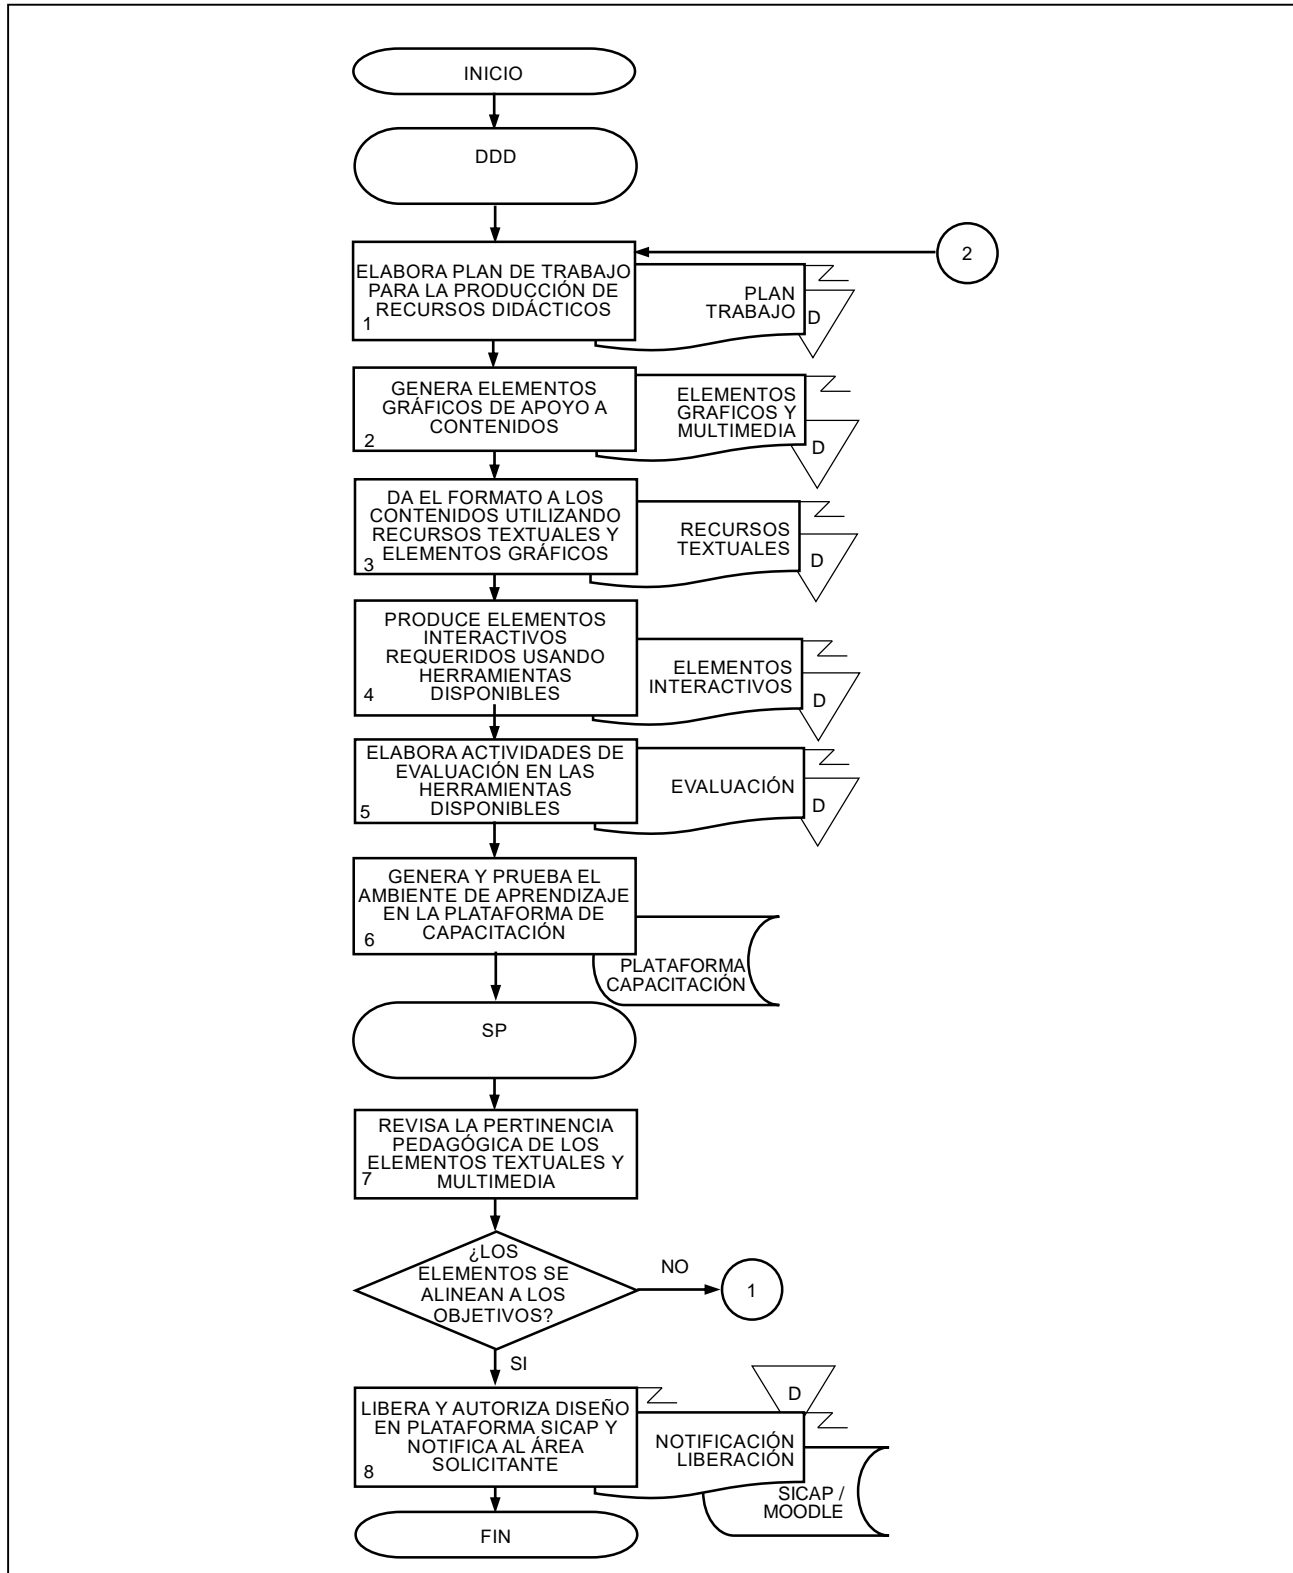 INICIO
DDD
2
ELABORA PLAN DE TRABAJO
PARA LA PRODUCCIÓN DE
RECURSOS DIDÁCTICOS
1
PLAN
TRABAJO
D
GENERA ELEMENTOS
GRÁFICOS DE APOYO A
CONTENIDOS
2
ELEMENTOS
GRAFICOS Y
MULTIMEDIA
D
DA EL FORMATO A LOS
CONTENIDOS UTILIZANDO
RECURSOS TEXTUALES Y
ELEMENTOS GRÁFICOS
3
RECURSOS
TEXTUALES
D
PRODUCE ELEMENTOS
INTERACTIVOS
REQUERIDOS USANDO
HERRAMIENTAS
DISPONIBLES
4
ELEMENTOS
INTERACTIVOS
D
ELABORA ACTIVIDADES DE
EVALUACIÓN EN LAS
HERRAMIENTAS
DISPONIBLES
5
EVALUACIÓN
D
GENERA Y PRUEBA EL
AMBIENTE DE APRENDIZAJE
EN LA PLATAFORMA DE
CAPACITACIÓN
6
PLATAFORMA
CAPACITACIÓN
SP
REVISA LA PERTINENCIA
PEDAGÓGICA DE LOS
ELEMENTOS TEXTUALES Y
MULTIMEDIA
7
¿LOS
ELEMENTOS SE
ALINEAN A LOS
OBJETIVOS?
NO
1
SI
LIBERA Y AUTORIZA DISEÑO
EN PLATAFORMA SICAP Y
NOTIFICA AL ÁREA
SOLICITANTE
8
D
NOTIFICACIÓN
LIBERACIÓN
SICAP /
MOODLE
FIN